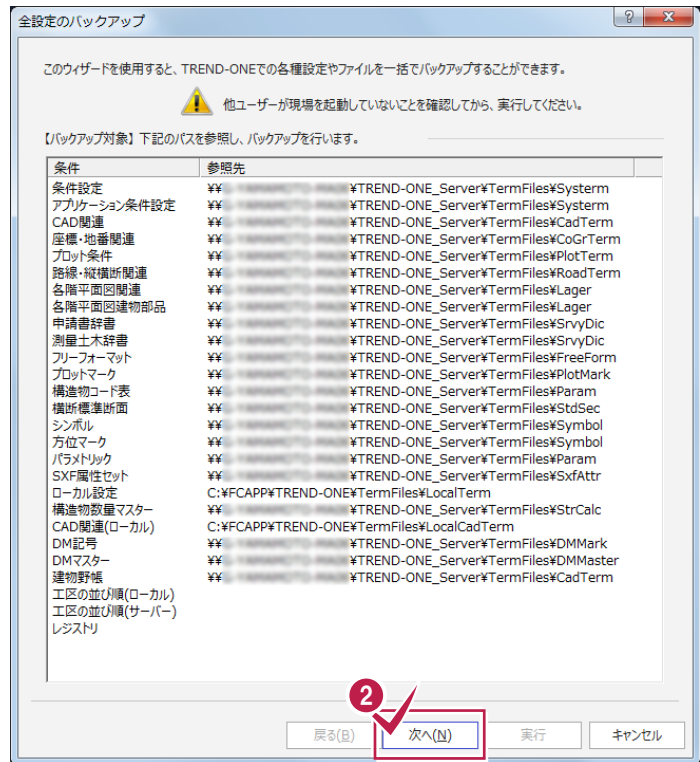 全設定のバックアップ
このウィザードを使用すると、TREND-ONEでの各種設定やファイルを一括でバックアップすることができます。
他ユーザーが現場を起動していないことを確認してから、実行してください。
【バックアップ対象】下記のパスを参照し、バックアップを行います。
条件 参照先
条件設定 ¥¥ ¥TREND-ONE_Server¥TermFiles¥Systerm
アプリケーション条件設定 ¥¥ ¥TREND-ONE_Server¥TermFiles¥Systerm
CAD関連 ¥¥ ¥TREND-ONE_Server¥TermFiles¥CadTerm
座標・地番関連 ¥¥ ¥TREND-ONE_Server¥TermFiles¥CoGrTerm
プロット条件 ¥¥ ¥TREND-ONE_Server¥TermFiles¥PlotTerm
路線・縦横断関連 ¥¥ ¥TREND-ONE_Server¥TermFiles¥RoadTerm
各階平面図関連 ¥¥ ¥TREND-ONE_Server¥TermFiles¥Lager
各階平面図建物部品 ¥¥ ¥TREND-ONE_Server¥TermFiles¥Lager
申請書辞書 ¥¥ ¥TREND-ONE_Server¥TermFiles¥SrvyDic
測量土木辞書 ¥¥ ¥TREND-ONE_Server¥TermFiles¥SrvyDic
フリーフォーマット ¥¥ ¥TREND-ONE_Server¥TermFiles¥FreeForm
プロットマーク ¥¥ ¥TREND-ONE_Server¥TermFiles¥PlotMark
構造物コード表 ¥¥ ¥TREND-ONE_Server¥TermFiles¥Param
横断標準断面 ¥¥ ¥TREND-ONE_Server¥TermFiles¥StdSec
シンボル ¥¥ ¥TREND-ONE_Server¥TermFiles¥Symbol
方位マーク ¥¥ ¥TREND-ONE_Server¥TermFiles¥Symbol
パラメトリック ¥¥ ¥TREND-ONE_Server¥TermFiles¥Param
SXF属性セット ¥¥ ¥TREND-ONE_Server¥TermFiles¥SxfAttr
ローカル設定 C:¥FCAPP¥TREND-ONE¥TermFiles¥LocalTerm
構造物数量マスター ¥¥ ¥TREND-ONE_Server¥TermFiles¥StrCalc
CAD関連(ローカル) C:¥FCAPP¥TREND-ONE¥TermFiles¥LocalCadTerm
DM記号 ¥¥ ¥TREND-ONE_Server¥TermFiles¥DMMark
DMマスター ¥¥ ¥TREND-ONE_Server¥TermFiles¥DMMaster
建物野帳 ¥¥ ¥TREND-ONE_Server¥TermFiles¥CadTerm
工区の並び順(ローカル)
工区の並び順(サーバー)
レジストリ
2
戻る(B) 次へ(N) 実行 キャンセル